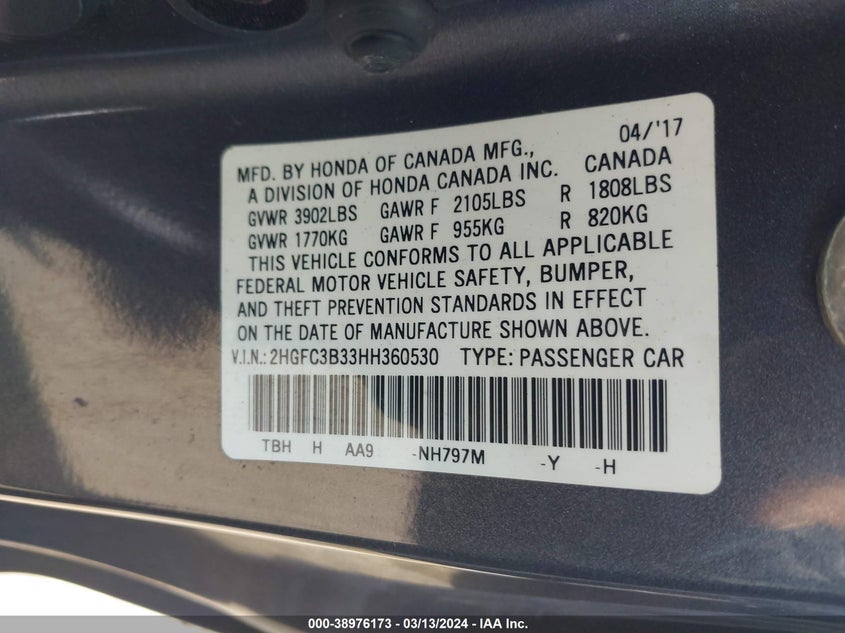 04/'17
MFD. BY HONDA OF CANADA MFG., CANADA
A DIVISION OF HONDA CANADA INC.
GVWR 3902LBS GAWR F 2105LBS R 1808LBS
GVWR 1770KG GAWR F 955KG R 820KG
THIS VEHICLE CONFORMS TO ALL APPLICABLE
FEDERAL MOTOR VEHICLE SAFETY, BUMPER,
AND THEFT PREVENTION STANDARDS IN EFFECT
ON THE DATE OF MANUFACTURE SHOWN ABOVE.
V.I.N.: 2HGFC3B33HH360530 TYPE: PASSENGER CAR
TBH H AA9 -NH797M -Y -H
000-38976173 - 03/13/2024 - IAA Inc.